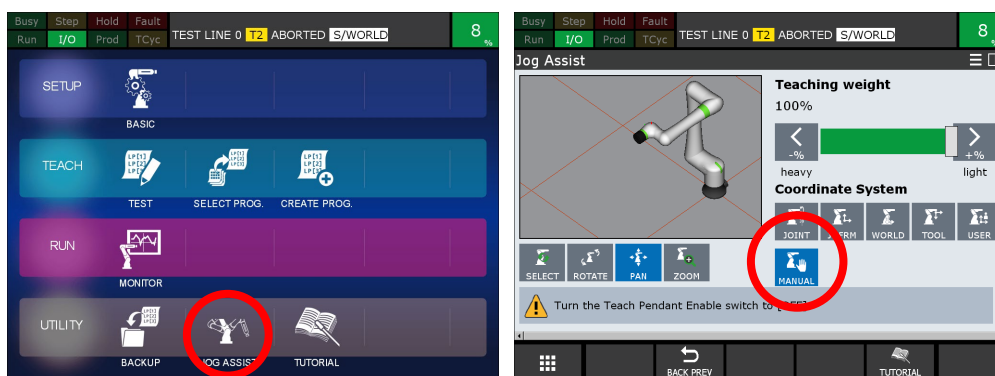 Busy Step Hold Fault
Run I/O Prod TCyc TEST LINE 0 T2 ABORTED S/WORLD 8 %
SETUP
BASIC
TEACH
TEST SELECT PROG. CREATE PROG.
RUN
MONITOR
UTILITY
BACKUP JOG ASSIST TUTORIAL
Busy Step Hold Fault
Run I/O Prod TCyc TEST LINE 0 T2 ABORTED S/WORLD 8
Jog Assist
Teaching weight
100%
-% +%
heavy light
Coordinate System
JOINT WORLD TOOL USER
SELECT ROTATE PAN ZOOM MANUAL
Turn the Teach Pendant Enable switch to [OFF]
BACK PREV TUTORIAL